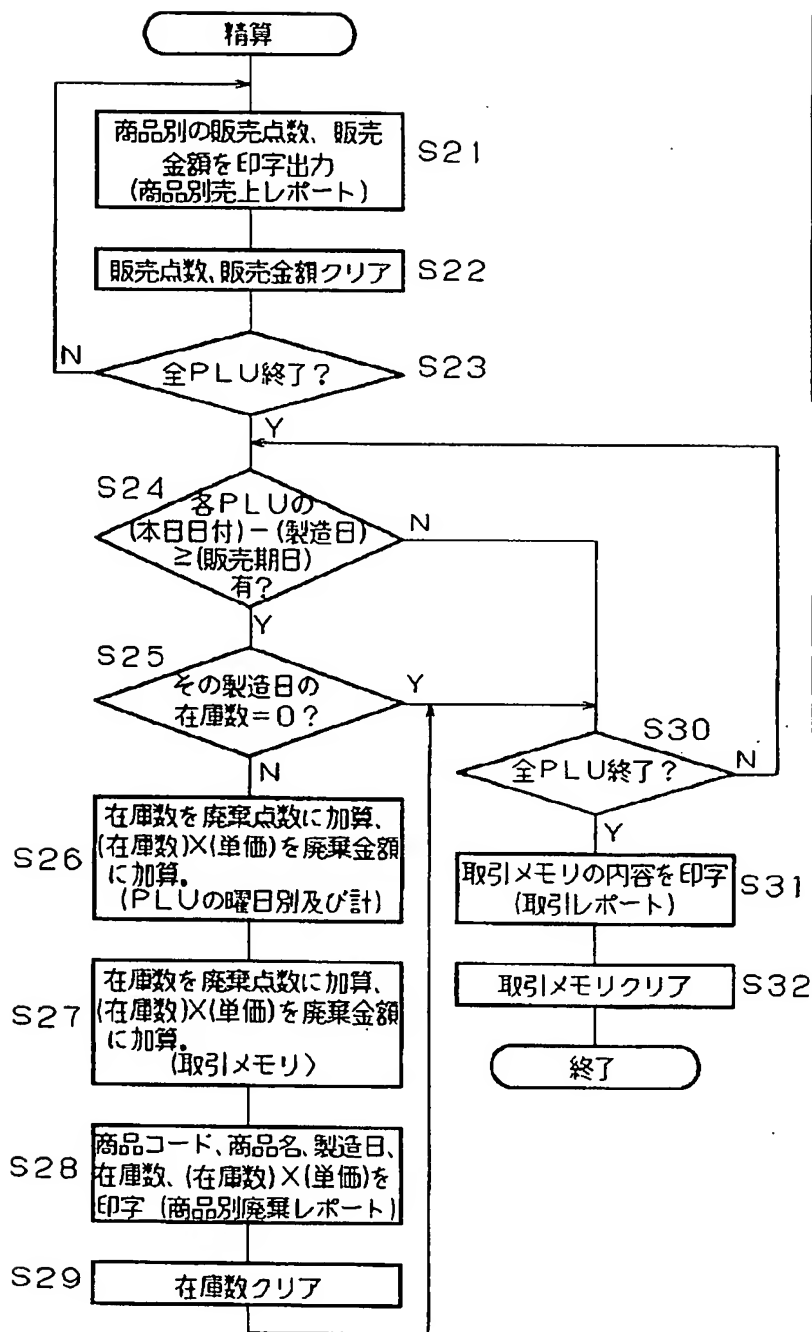 精算
商品別の販売点数、販売
金額を印字出力
(商品別売上レポート)
S21
販売点数、販売金額クリア
S22
N
全PLU終了?
S23
Y
S24
各PLUの
(本日日付)-(製造日)
≥(販売期日)
有?
N
Y
S25
その製造日の
在庫数=0?
Y
N
S26
在庫数を廃棄点数に加算、
(在庫数)×(単価)を廃棄金額
に加算.
(PLUの曜日別及び計)
S27
在庫数を廃棄点数に加算、
(在庫数)×(単価)を廃棄金額
に加算.
(取引メモリ)
S28
商品コード、商品名、製造日、
在庫数、(在庫数)×(単価)を
印字 (商品別廃棄レポート)
S29
在庫数クリア
S30
全PLU終了?
N
Y
取引メモリの内容を印字
(取引レポート)
S31
取引メモリクリア
S32
終了